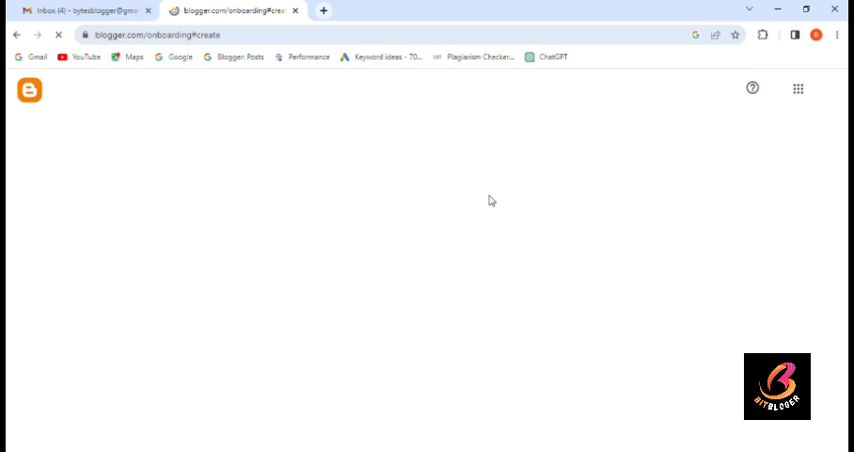 Inbox (4) - bytesblogger@gma
blogger.com/onboarding#crea
blogger.com/onboarding#create
Gmail
YouTube
Maps
Google
Blogger: Posts
Performance
Keyword ideas - 70...
Plagiarism Checker...
ChatGPT
BITBLOGER